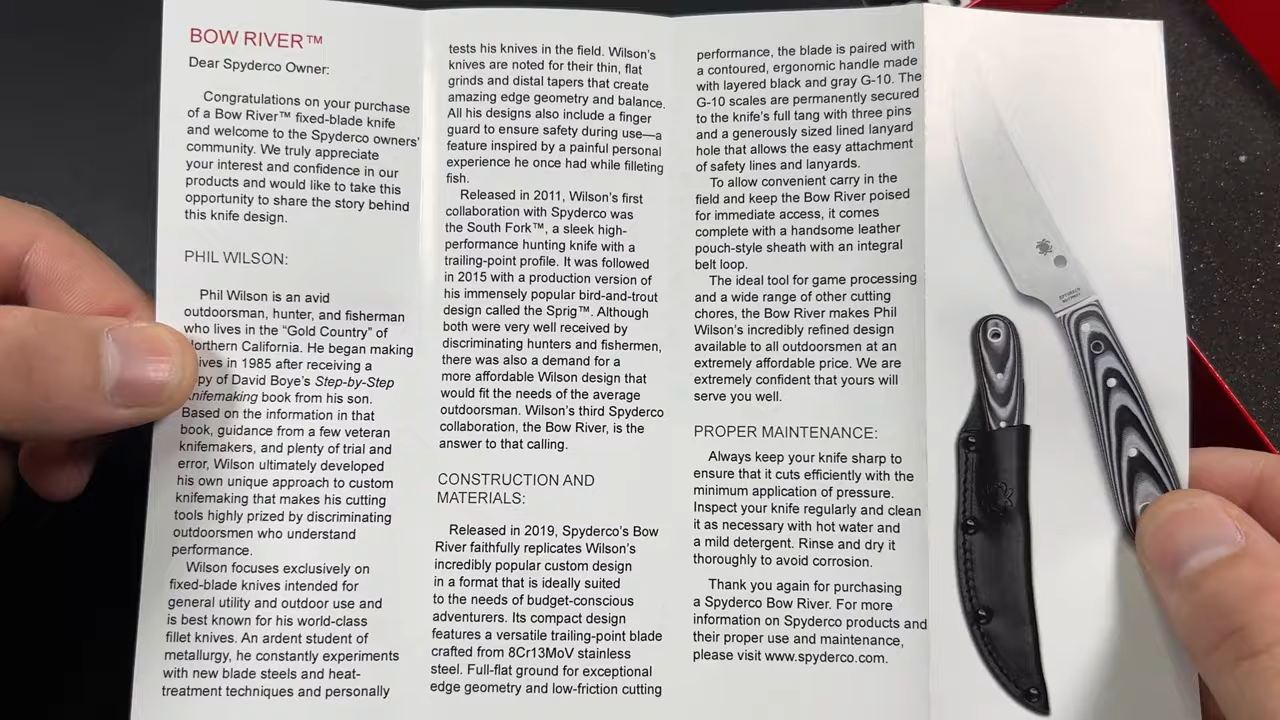 BOW RIVER™
Dear Spyderco Owner:
Congratulations on your purchase
of a Bow River™ fixed-blade knife
and welcome to the Spyderco owners'
community. We truly appreciate
your interest and confidence in our
products and would like to take this
opportunity to share the story behind
this knife design.
PHIL WILSON:
Phil Wilson is an avid
outdoorsman, hunter, and fisherman
who lives in the “Gold Country” of
orthern California. He began making
ives in 1985 after receiving a
py of David Boye's Step-by-Step
knifemaking book from his son.
Based on the information in that
book, guidance from a few veteran
knifemakers, and plenty of trial and
error, Wilson ultimately developed
his own unique approach to custom
knifemaking that makes his cutting
tools highly prized by discriminating
outdoorsmen who understand
performance.
Wilson focuses exclusively on
fixed-blade knives intended for
general utility and outdoor use and
is best known for his world-class
fillet knives. An ardent student of
metallurgy, he constantly experiments
with new blade steels and heat-
treatment techniques and personally
tests his knives in the field. Wilson's
knives are noted for their thin, flat
grinds and distal tapers that create
amazing edge geometry and balance.
All his designs also include a finger
guard to ensure safety during use—a
feature inspired by a painful personal
experience he once had while filleting
fish.
Released in 2011, Wilson's first
collaboration with Spyderco was
the South Fork™, a sleek high-
performance hunting knife with a
trailing-point profile. It was followed
in 2015 with a production version of
his immensely popular bird-and-trout
design called the Sprig™. Although
both were very well received by
discriminating hunters and fishermen,
there was also a demand for a
more affordable Wilson design that
would fit the needs of the average
outdoorsman. Wilson's third Spyderco
collaboration, the Bow River, is the
answer to that calling.
CONSTRUCTION AND
MATERIALS:
Released in 2019, Spyderco's Bow
River faithfully replicates Wilson's
incredibly popular custom design
in a format that is ideally suited
to the needs of budget-conscious
adventurers. Its compact design
features a versatile trailing-point blade
crafted from 8Cr13MoV stainless
steel. Full-flat ground for exceptional
edge geometry and low-friction cutting
performance, the blade is paired with
a contoured, ergonomic handle made
with layered black and gray G-10. The
G-10 scales are permanently secured
to the knife's full tang with three pins
and a generously sized lined lanyard
hole that allows the easy attachment
of safety lines and lanyards.
To allow convenient carry in the
field and keep the Bow River poised
for immediate access, it comes
complete with a handsome leather
pouch-style sheath with an integral
belt loop.
The ideal tool for game processing
and a wide range of other cutting
chores, the Bow River makes Phil
Wilson's incredibly refined design
available to all outdoorsmen at an
extremely affordable price. We are
extremely confident that yours will
serve you well.
PROPER MAINTENANCE:
Always keep your knife sharp to
ensure that it cuts efficiently with the
minimum application of pressure.
Inspect your knife regularly and clean
it as necessary with hot water and
a mild detergent. Rinse and dry it
thoroughly to avoid corrosion.
Thank you again for purchasing
a Spyderco Bow River. For more
information on Spyderco products and
their proper use and maintenance,
please visit www.spyderco.com.